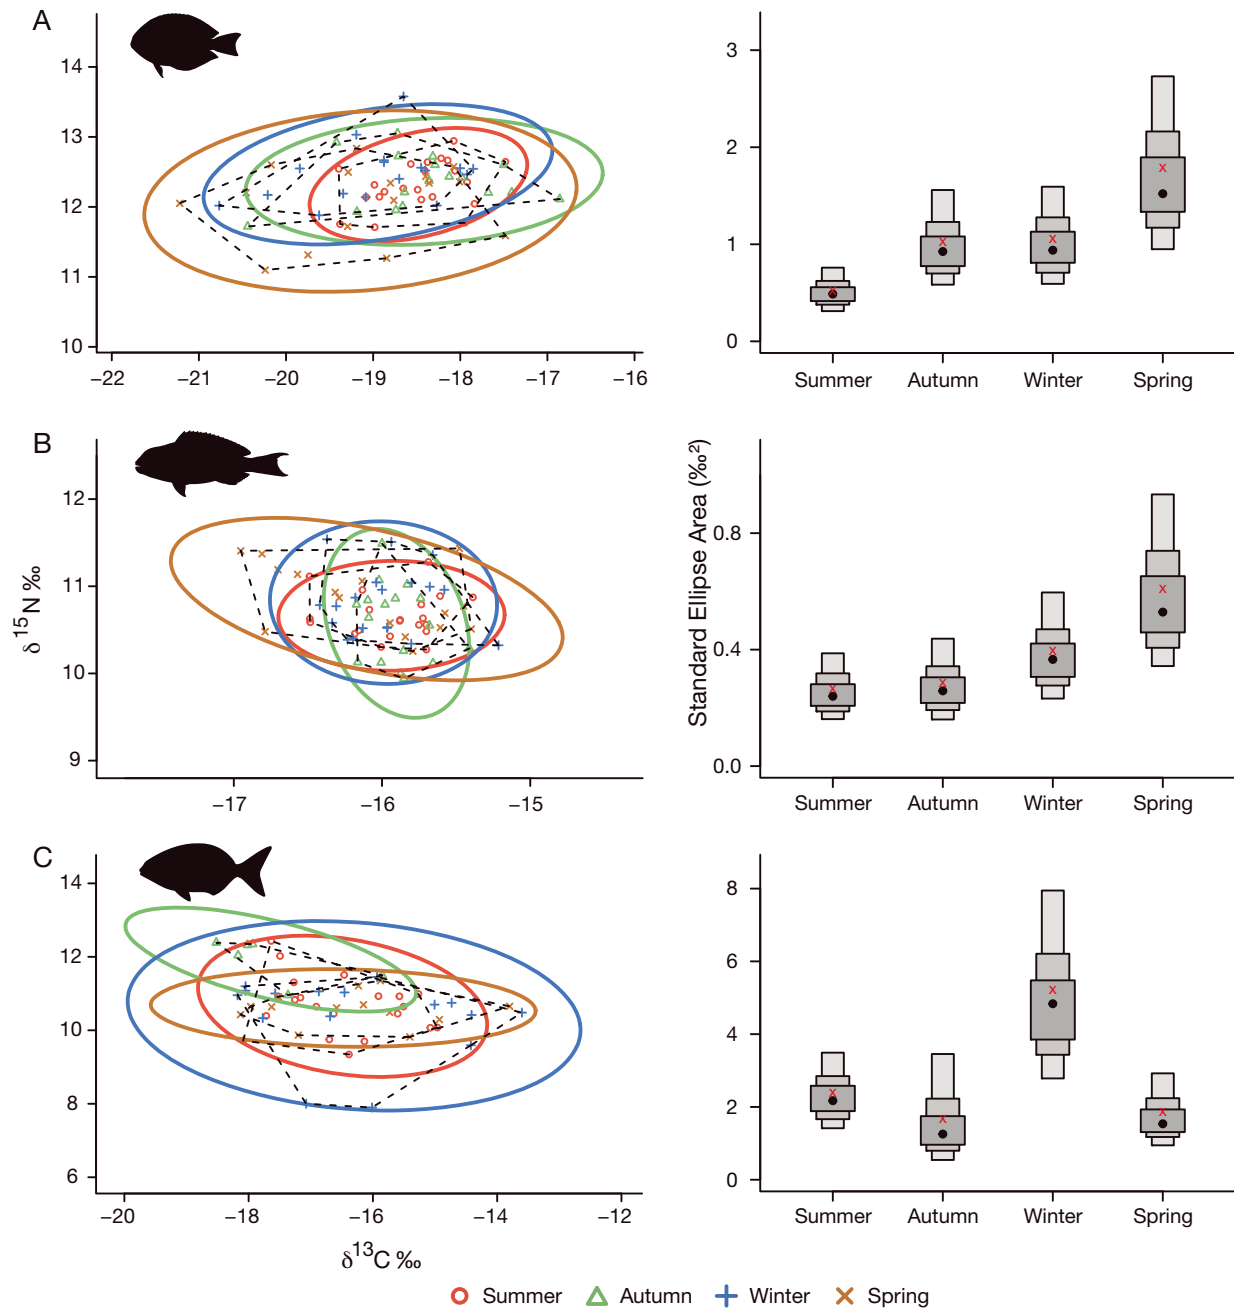 A
14
13
12
11
10
−22
−21
−20
−19
−18
−17
−16
3
2
1
0
Summer
Autumn
Winter
Spring
B
12
11
10
9
−17
−16
−15
δ ¹⁵N ‰
Standard Ellipse Area (‰²)
0.8
0.4
0.0
Summer
Autumn
Winter
Spring
C
14
12
10
8
6
−20
−18
−16
−14
−12
δ¹³C ‰
8
6
4
2
0
Summer
Autumn
Winter
Spring
Summer Autumn Winter Spring